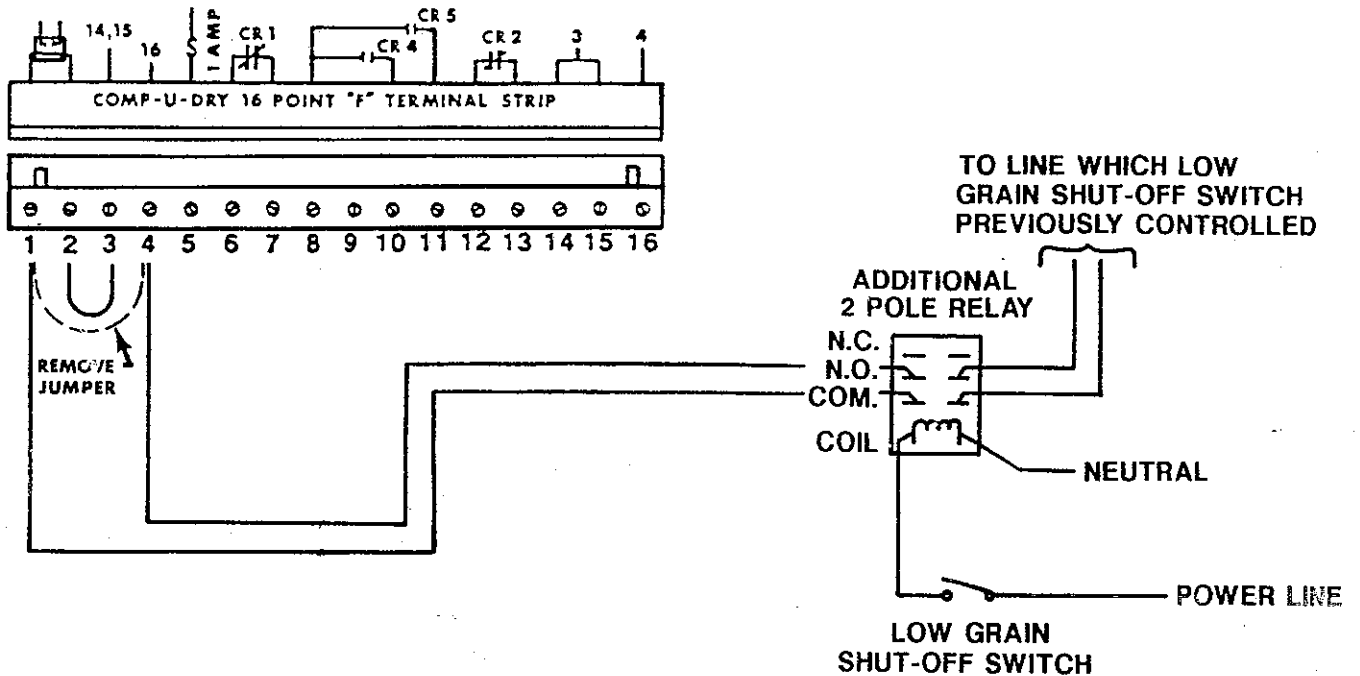 14,15
16
S
1 AMP
CR 1
CR 5
CR 4
CR 2
3
4
COMP-U-DRY 16 POINT "F" TERMINAL STRIP
1 2 3 4 5 6 7 8 9 10 11 12 13 14 15 16
REMOVE
JUMPER
TO LINE WHICH LOW
GRAIN SHUT-OFF SWITCH
PREVIOUSLY CONTROLLED
ADDITIONAL
2 POLE RELAY
N.C.
N.O.
COM.
COIL
NEUTRAL
POWER LINE
LOW GRAIN
SHUT-OFF SWITCH